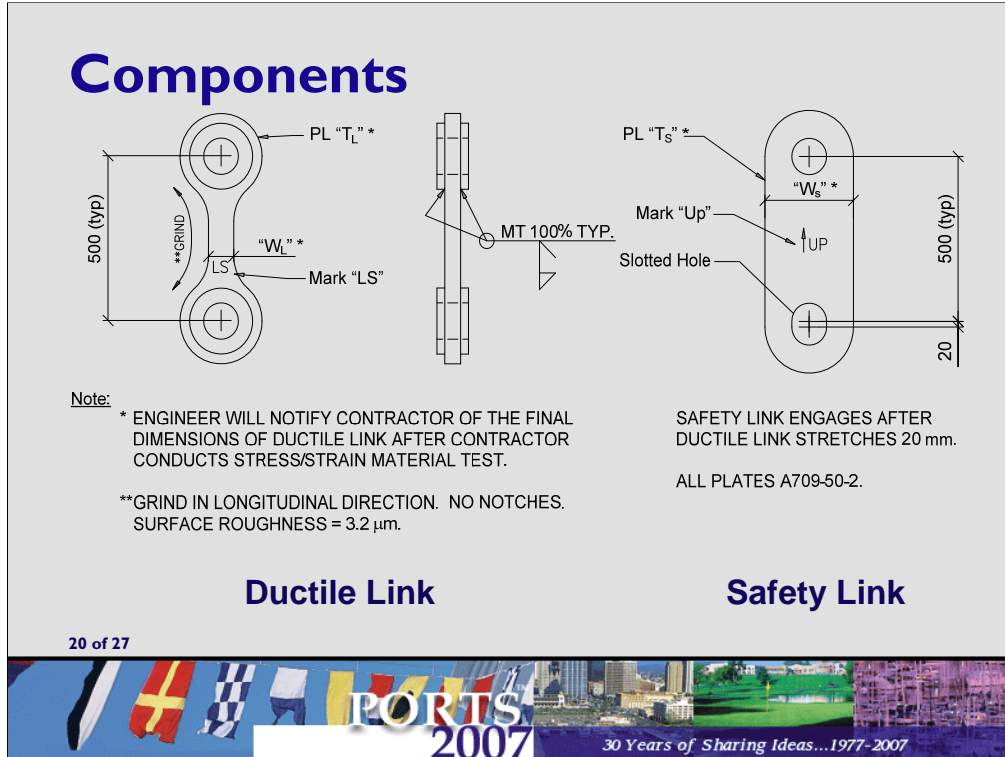 Components
PL “TL” *
500 (typ)
**GRIND
“WL” *
LS
Mark “LS”
MT 100% TYP.
PL “TS” *
“Ws” *
Mark “Up”
UP
Slotted Hole
500 (typ)
20
Note:
* ENGINEER WILL NOTIFY CONTRACTOR OF THE FINAL
DIMENSIONS OF DUCTILE LINK AFTER CONTRACTOR
CONDUCTS STRESS/STRAIN MATERIAL TEST.
**GRIND IN LONGITUDINAL DIRECTION. NO NOTCHES.
SURFACE ROUGHNESS = 3.2 μm.
SAFETY LINK ENGAGES AFTER
DUCTILE LINK STRETCHES 20 mm.
ALL PLATES A709-50-2.
Ductile Link
Safety Link
20 of 27
PORTS™
2007
30 Years of Sharing Ideas...1977-2007